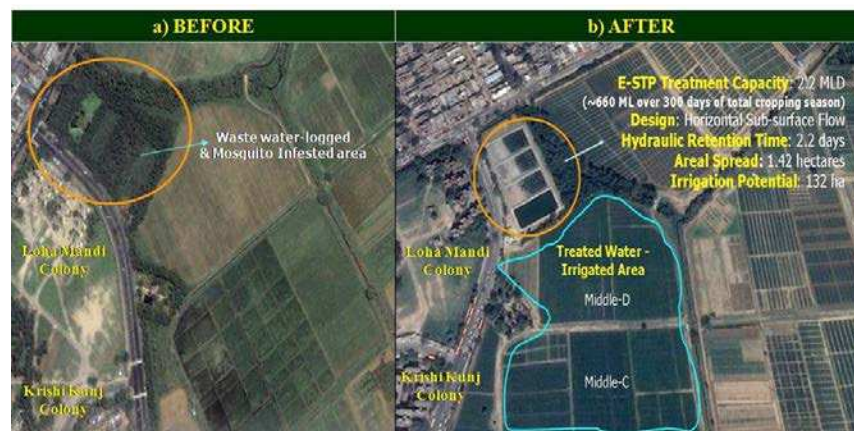 a) BEFORE
Waste water-logged
& Mosquito Infested area
Loha Mandi
Colony
Krishi Kunj
Colony
b) AFTER
E-STP Treatment Capacity: 2.2 MLD
(~660 ML over 300 days of total cropping season)
Design: Horizontal Sub-surface Flow
Hydraulic Retention Time: 2.2 days
Areal Spread: 1.42 hectares
Irrigation Potential: 132 ha
Loha Mandi
Colony
Treated Water -
Irrigated Area
Middle-D
Krishi Kunj
Colony
Middle-C